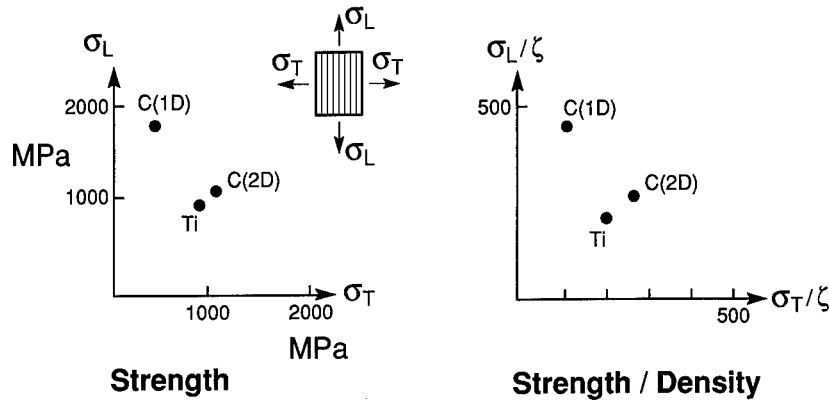 σL
σL
σT
σT
σL
2000
C(1D)
MPa
1000
C(2D)
Ti
σT
1000
2000
MPa
Strength
σL/ζ
500
C(1D)
C(2D)
Ti
500
σT/ζ
Strength / Density